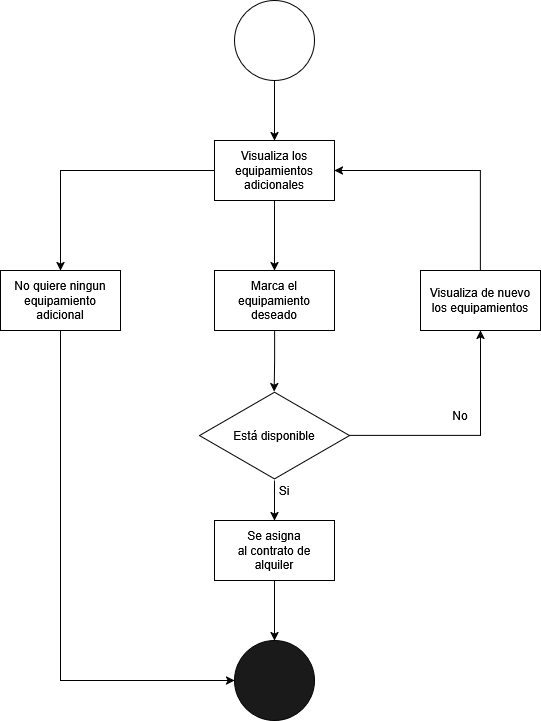 Visualiza los
equipamientos
adicionales
No quiere ningun
equipamiento
adicional
Marca el
equipamiento
deseado
Visualiza de nuevo
los equipamientos
Está disponible
No
Si
Se asigna
al contrato de
alquiler